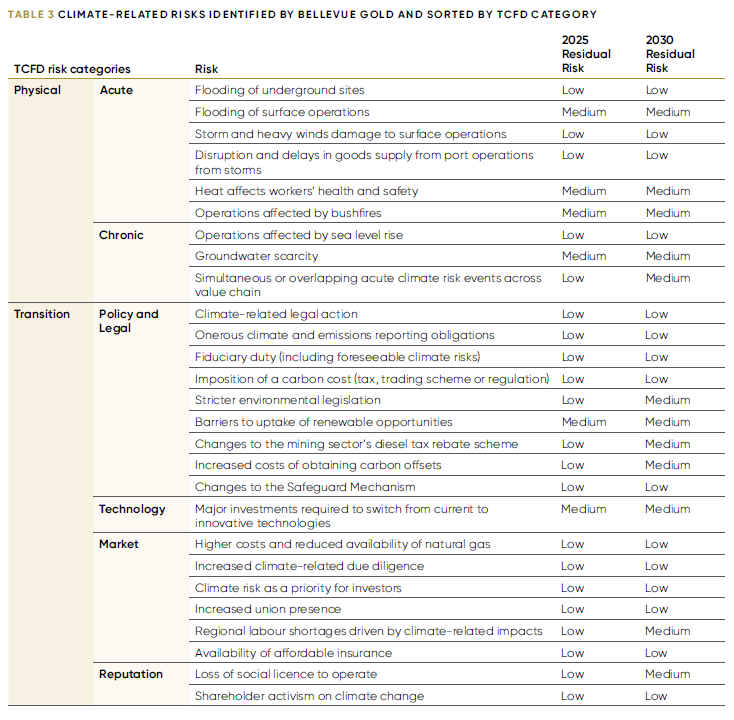 TABLE 3 CLIMATE-RELATED RISKS IDENTIFIED BY BELLEVUE GOLD AND SORTED BY TCFD CATEGORY
TCFD risk categories Risk 2025 Residual Risk 2030 Residual Risk
Physical Acute Flooding of underground sites Low Low
Flooding of surface operations Medium Medium
Storm and heavy winds damage to surface operations Low Low
Disruption and delays in goods supply from port operations Low Low
from storms
Heat affects workers' health and safety Medium Medium
Operations affected by bushfires Medium Medium
Chronic Operations affected by sea level rise Low Low
Groundwater scarcity Medium Medium
Simultaneous or overlapping acute climate risk events across Low Medium
value chain
Transition Policy and Legal Climate-related legal action Low Low
Onerous climate and emissions reporting obligations Low Low
Fiduciary duty (including foreseeable climate risks) Low Low
Imposition of a carbon cost (tax, trading scheme or regulation) Low Low
Stricter environmental legislation Low Medium
Barriers to uptake of renewable opportunities Medium Medium
Changes to the mining sector's diesel tax rebate scheme Low Medium
Increased costs of obtaining carbon offsets Low Medium
Changes to the Safeguard Mechanism Low Low
Technology Major investments required to switch from current to Medium Medium
innovative technologies
Market Higher costs and reduced availability of natural gas Low Low
Increased climate-related due diligence Low Low
Climate risk as a priority for investors Low Low
Increased union presence Low Low
Regional labour shortages driven by climate-related impacts Low Medium
Availability of affordable insurance Low Low
Reputation Loss of social licence to operate Low Medium
Shareholder activism on climate change Low Low